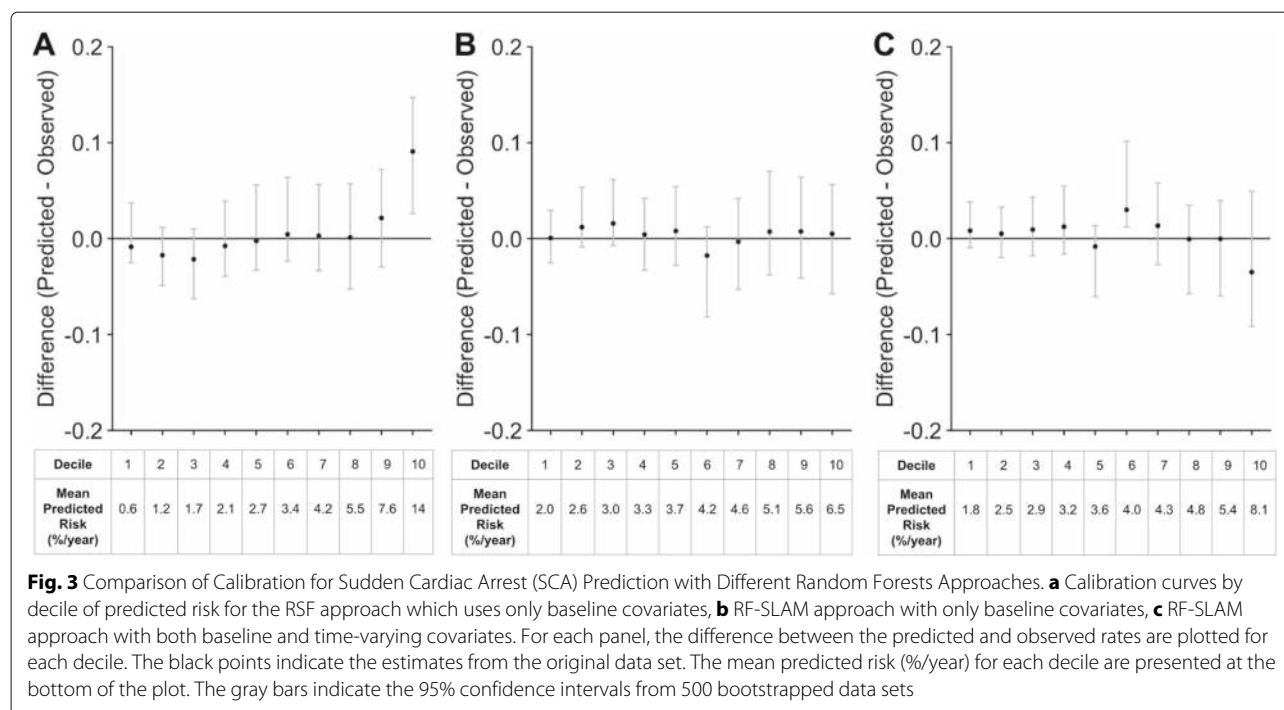 A
B
C
Difference (Predicted - Observed)
0.2
0.1
0.0
-0.1
-0.2
Difference (Predicted - Observed)
0.2
0.1
0.0
-0.1
-0.2
Difference (Predicted - Observed)
0.2
0.1
0.0
-0.1
-0.2
Decile 1 2 3 4 5 6 7 8 9 10
Mean
Predicted
Risk
(%/year)
0.6 1.2 1.7 2.1 2.7 3.4 4.2 5.5 7.6 14
Decile 1 2 3 4 5 6 7 8 9 10
Mean
Predicted
Risk
(%/year)
2.0 2.6 3.0 3.3 3.7 4.2 4.6 5.1 5.6 6.5
Decile 1 2 3 4 5 6 7 8 9 10
Mean
Predicted
Risk
(%/year)
1.8 2.5 2.9 3.2 3.6 4.0 4.3 4.8 5.4 8.1
Fig. 3 Comparison of Calibration for Sudden Cardiac Arrest (SCA) Prediction with Different Random Forests Approaches. a Calibration curves by
decile of predicted risk for the RSF approach which uses only baseline covariates, b RF-SLAM approach with only baseline covariates, c RF-SLAM
approach with both baseline and time-varying covariates. For each panel, the difference between the predicted and observed rates are plotted for
each decile. The black points indicate the estimates from the original data set. The mean predicted risk (%/year) for each decile are presented at the
bottom of the plot. The gray bars indicate the 95% confidence intervals from 500 bootstrapped data sets